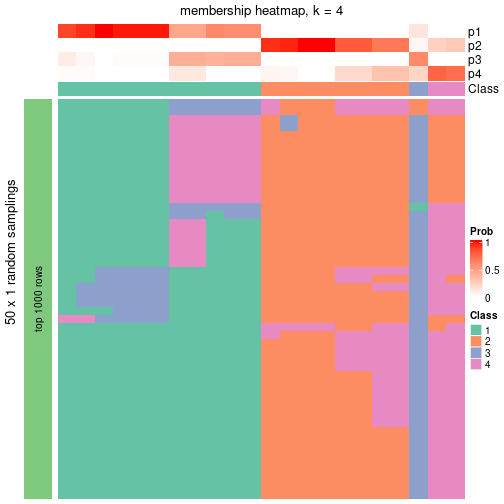 membership heatmap, k = 4
p1
p2
p3
p4
Class
50 x 1 random samplings
top 1000 rows
Prob
1
0.5
0
Class
1
2
3
4